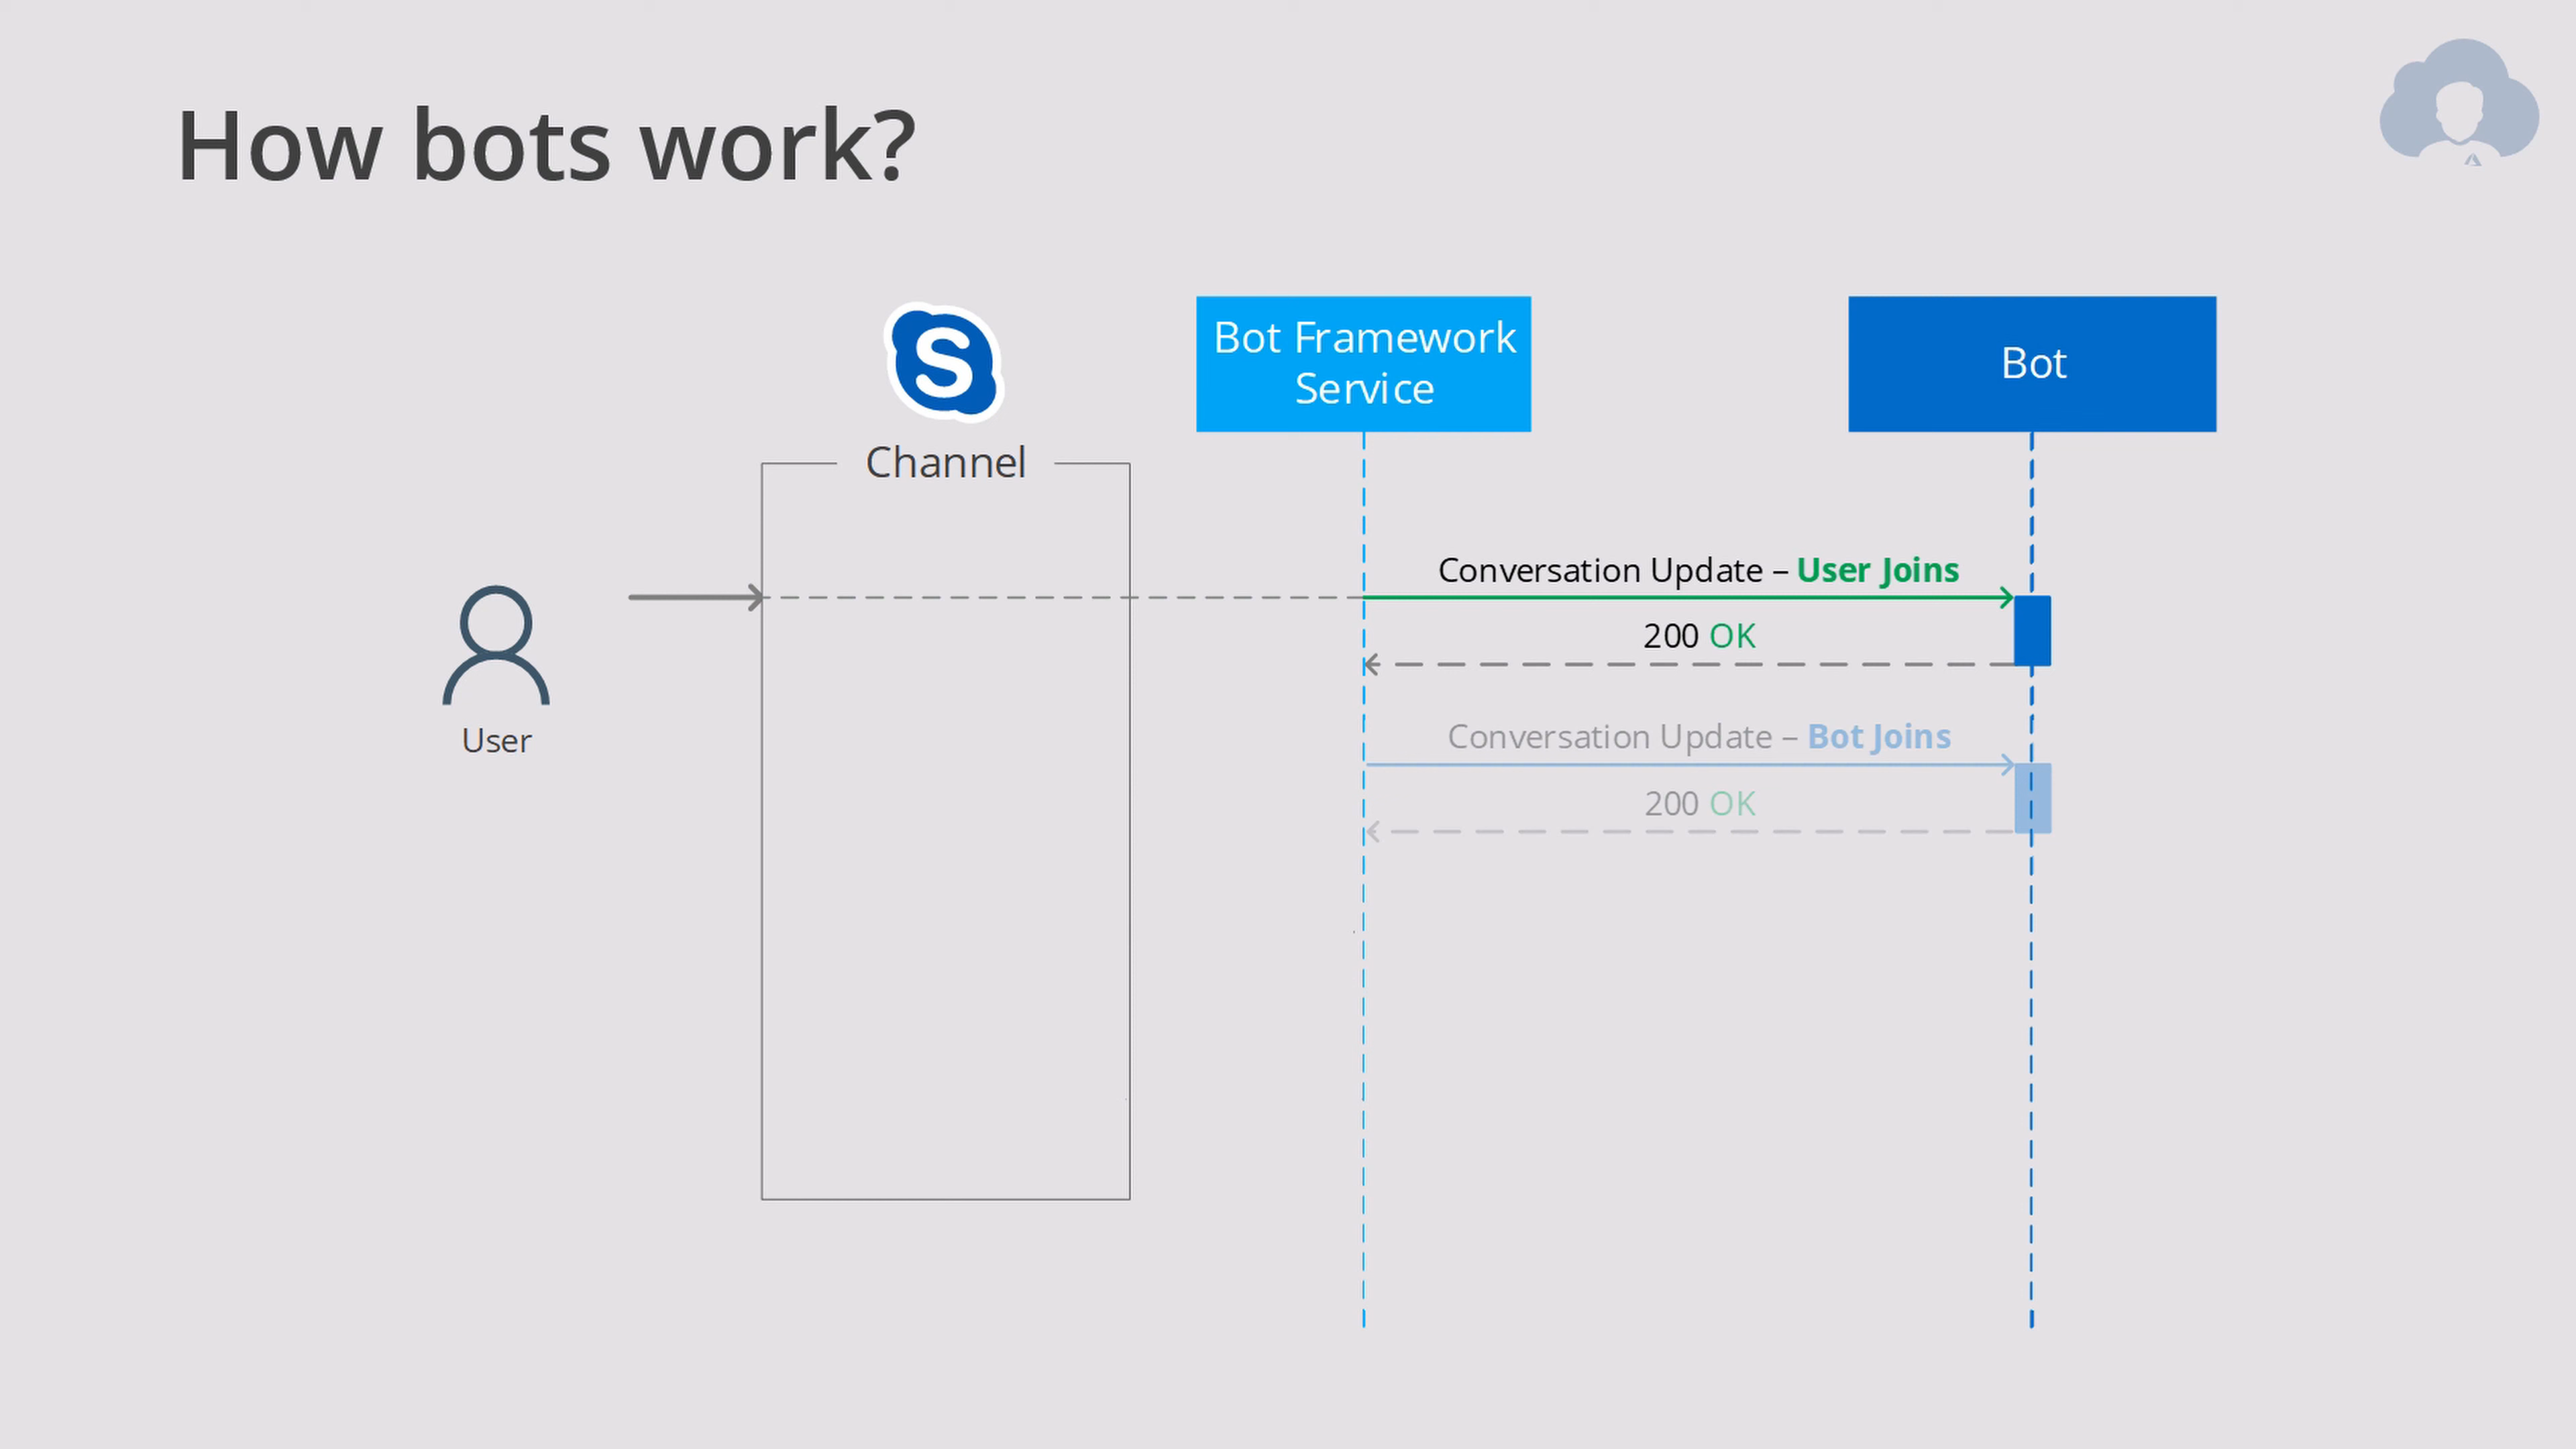 How bots work?
S
Channel
Bot Framework
Service
Bot
User
Conversation Update – User Joins
200 OK
Conversation Update – Bot Joins
200 OK